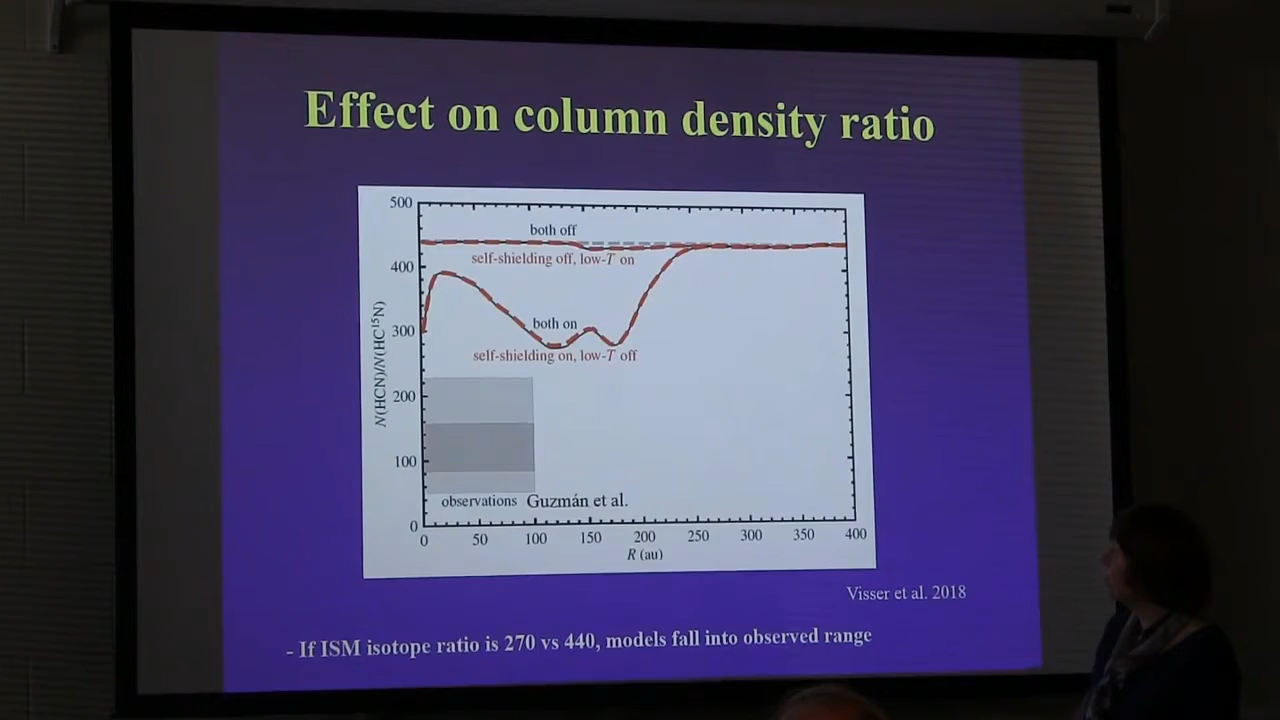 Effect on column density ratio
500
400
300
200
100
0
N(HCN)/N(HC¹⁵N)
both off
self-shielding off, low-T on
both on
self-shielding on, low-T off
observations Guzmán et al.
0 50 100 150 200 250 300 350 400
R (au)
Visser et al. 2018
- If ISM isotope ratio is 270 vs 440, models fall into observed range